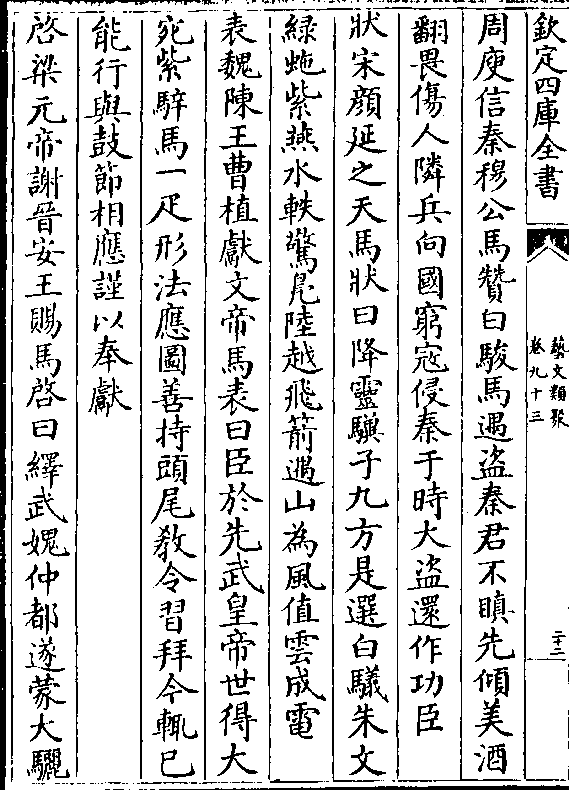 欽定四庫全書
藝文類聚
卷九十三
二十二
周庾信秦穆公馬贊曰駿馬遇盜秦君不瞋先傾美酒
翻畏傷人隣兵向國窮宼侵秦于時大盜還作功臣
狀宋顔延之天馬狀曰降靈驥子九方是選白驥朱文
緑虵紫燕水軼驚鳬陸越飛箭遇山為風值雲成電
表魏陳王曹植獻文帝馬表曰臣於先武皇帝世得大
宛紫騂馬一疋形法應圖善持頭尾教令習拜今輒已
能行與鼓節相應謹以奉獻
啓梁元帝謝晉安王賜馬啓曰繹武媿仲都遂蒙大驪